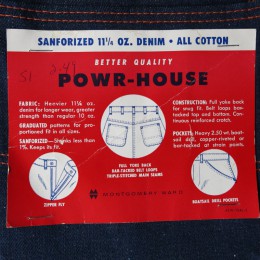 SANFORIZED 11¼ OZ. DENIM • ALL COTTON
BETTER QUALITY
POWR-HOUSE
FABRIC: Heavier 11¼ oz.
denim for longer wear, greater
strength than regular 10 oz.
GRADUATED patterns for pro-
portioned fit in all sizes.
SANFORIZED—Shrinks less than
1%. Keeps its fit.
CONSTRUCTION: Full yoke back
for snug fit. Belt loops bar-
tacked top and bottom. Con-
tinuous reinforced crotch.
POCKETS: Heavy 2.50 wt. boat-
sail drill, copper-riveted or bar-
tacked at strain points.
FULL YOKE BACK
BAR-TACKED BELT LOOPS
TRIPLE-STITCHED MAIN SEAMS
ZIPPER FLY
MONTGOMERY WARD
BOATSAIL DRILL POCKETS